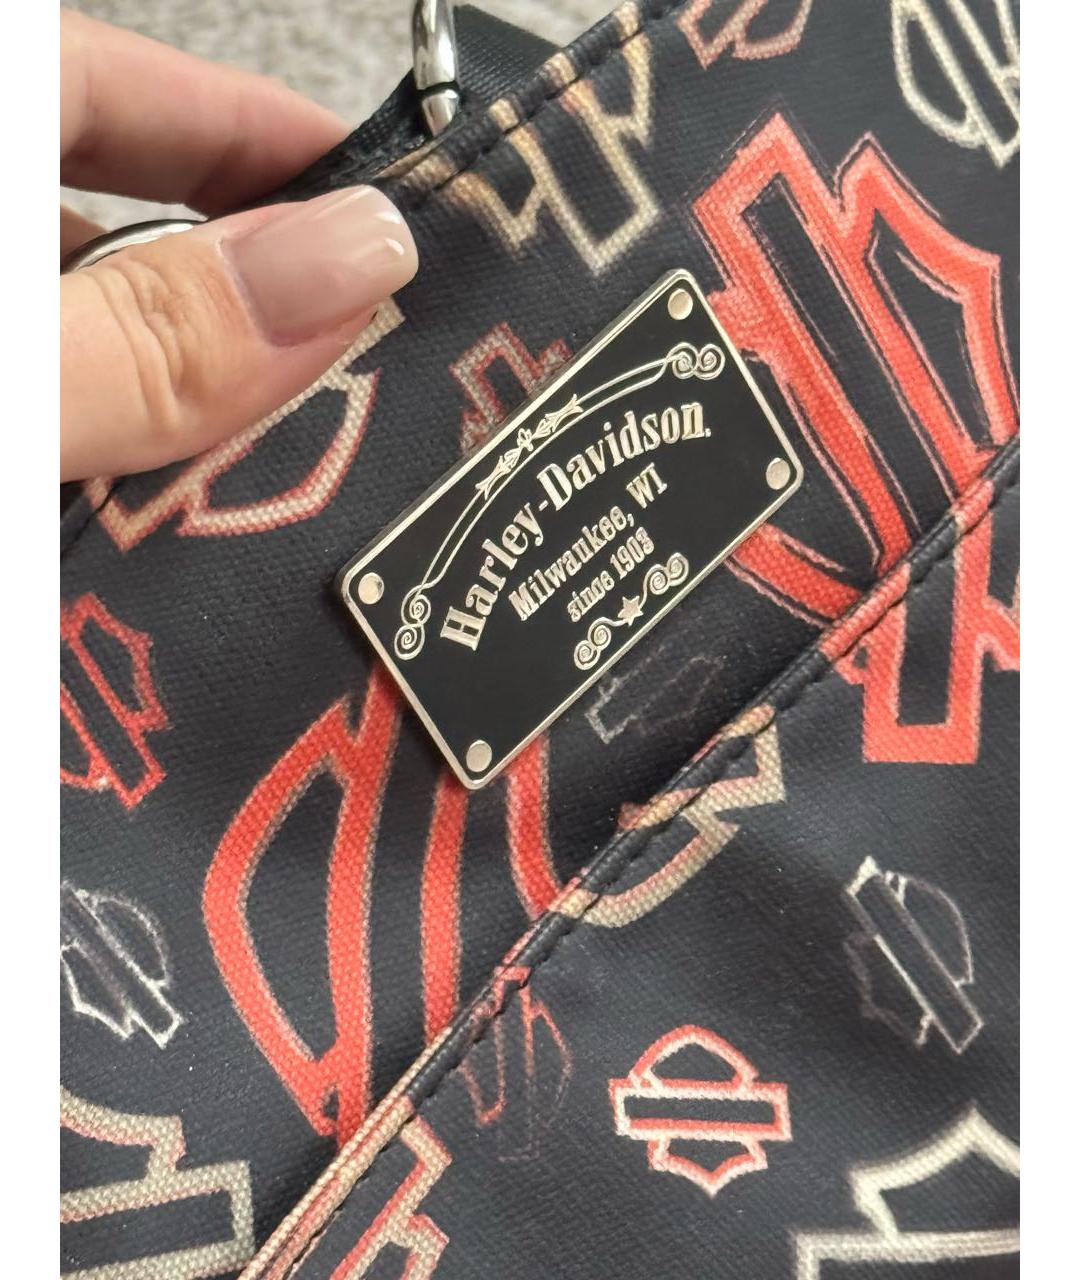 Harley-Davidson.
Milwaukee, WI
since 1903